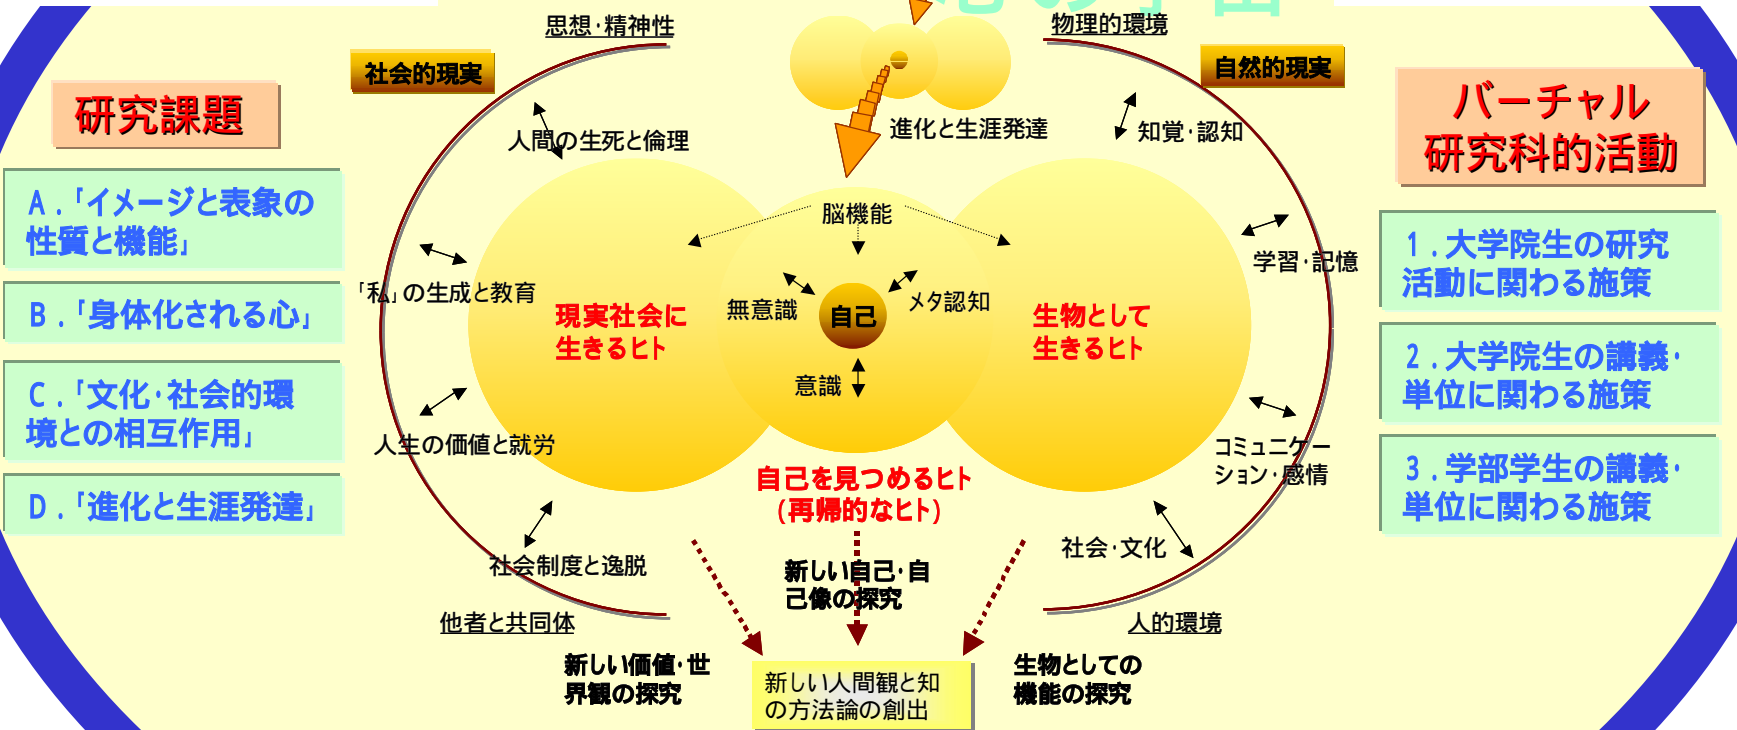 心の宇宙
思想・精神性
物理的環境
社会的現実
自然的現実
研究課題
バーチャル
研究科的活動
進化と生涯発達
人間の生死と倫理
知覚・認知
A.「イメージと表象の
性質と機能」
B.「身体化される心」
C.「文化・社会的環
境との相互作用」
D.「進化と生涯発達」
脳機能
「私」の生成と教育
学習・記憶
無意識
自己
メタ認知
意識
現実社会に
生きるヒト
生物として
生きるヒト
人生の価値と就労
コミュニケー
ション・感情
自己を見つめるヒト
(再帰的なヒト)
社会制度と逸脱
社会・文化
新しい自己・自
己像の探究
他者と共同体
人的環境
新しい価値・世
界観の探究
生物としての
機能の探究
新しい人間観と知
の方法論の創出
1.大学院生の研究
活動に関わる施策
2.大学院生の講義・
単位に関わる施策
3.学部学生の講義・
単位に関わる施策